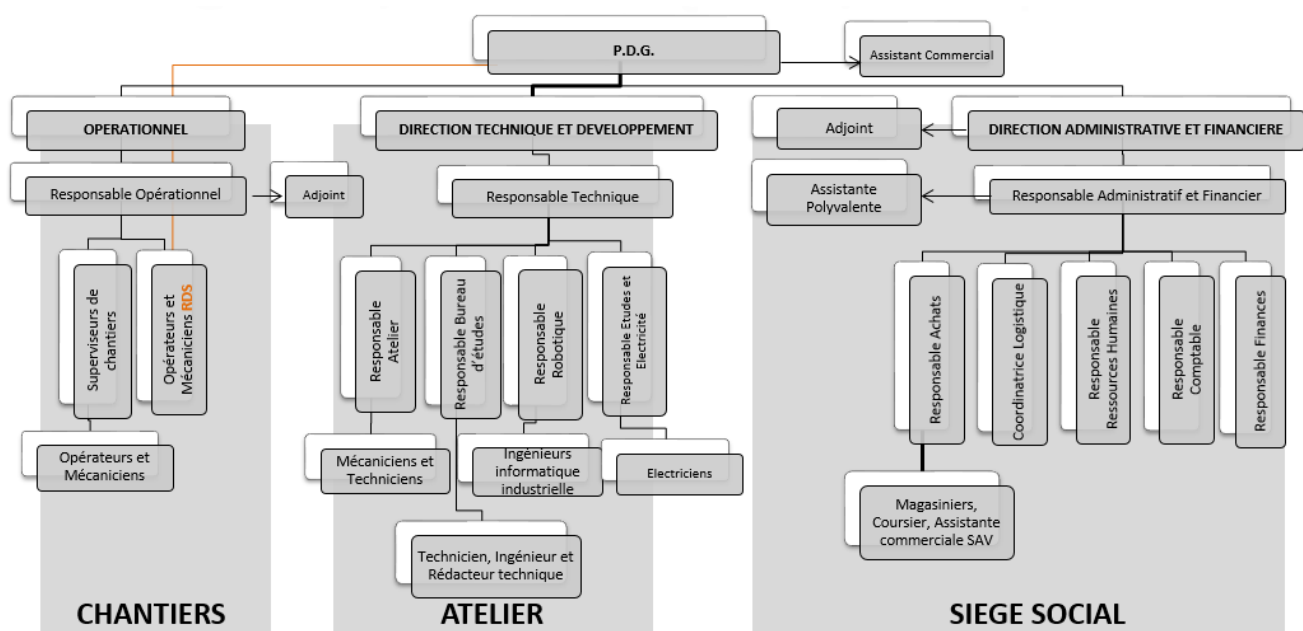 P.D.G.
Assistant Commercial
OPERATIONNEL
DIRECTION TECHNIQUE ET DEVELOPPEMENT
Adjoint
DIRECTION ADMINISTRATIVE ET FINANCIERE
Responsable Opérationnel
Adjoint
Responsable Technique
Assistante
Polyvalente
Responsable Administratif et Financier
Superviseurs de
chantiers
Opérateurs et
Mécaniciens RDS
Responsable
Atelier
Responsable Bureau
d'études
Responsable
Robotique
Responsable Etudes et
Electricité
Responsable Achats
Coordinatrice Logistique
Responsable
Ressources Humaines
Responsable
Comptable
Responsable Finances
Opérateurs et
Mécaniciens
Mécaniciens et
Techniciens
Ingénieurs
informatique
industrielle
Electriciens
Magasiniers,
Coursier, Assistante
commerciale SAV
Technicien, Ingénieur et
Rédacteur technique
CHANTIERS
ATELIER
SIEGE SOCIAL